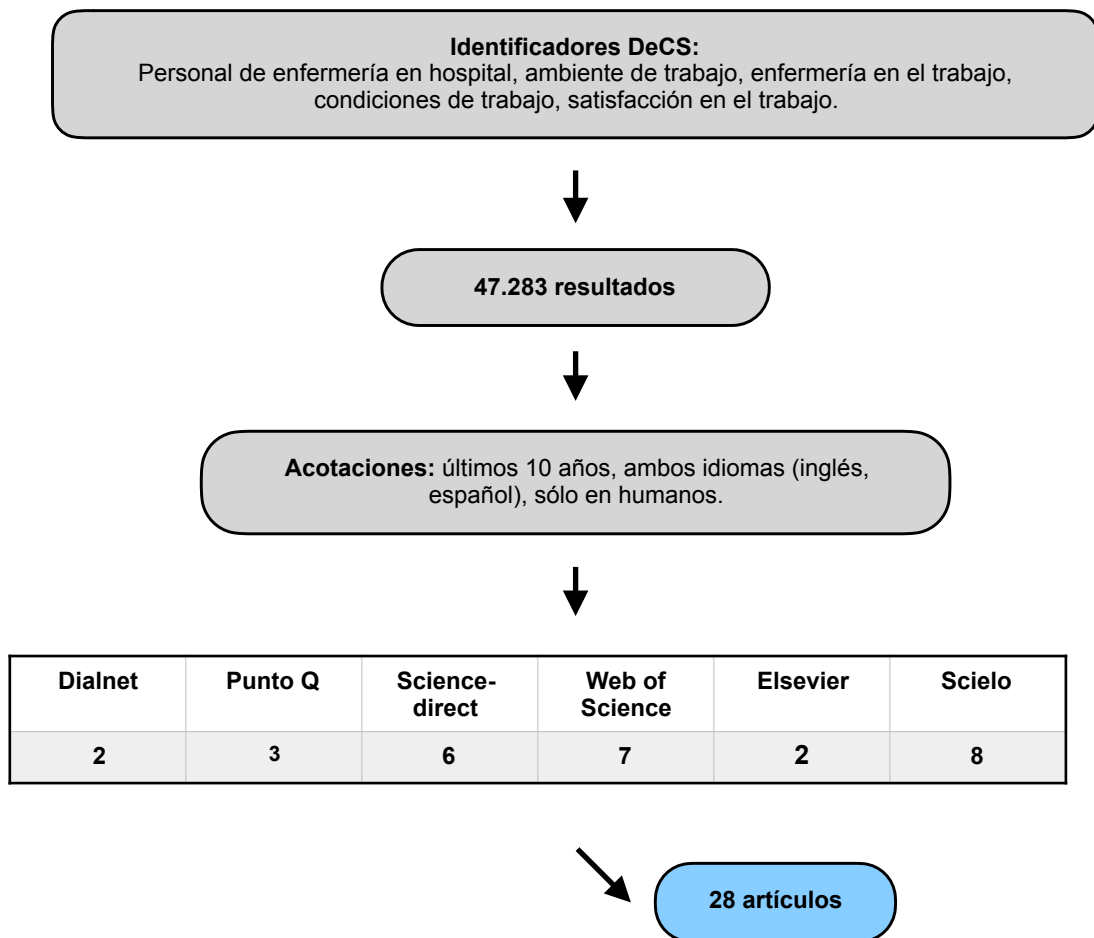 Identificadores DeCS:
Personal de enfermería en hospital, ambiente de trabajo, enfermería en el trabajo,
condiciones de trabajo, satisfacción en el trabajo.
47.283 resultados
Acotaciones: últimos 10 años, ambos idiomas (inglés,
español), sólo en humanos.
Dialnet Punto Q Science- Web of Elsevier Scielo
direct Science
2 3 6 7 2 8
28 artículos